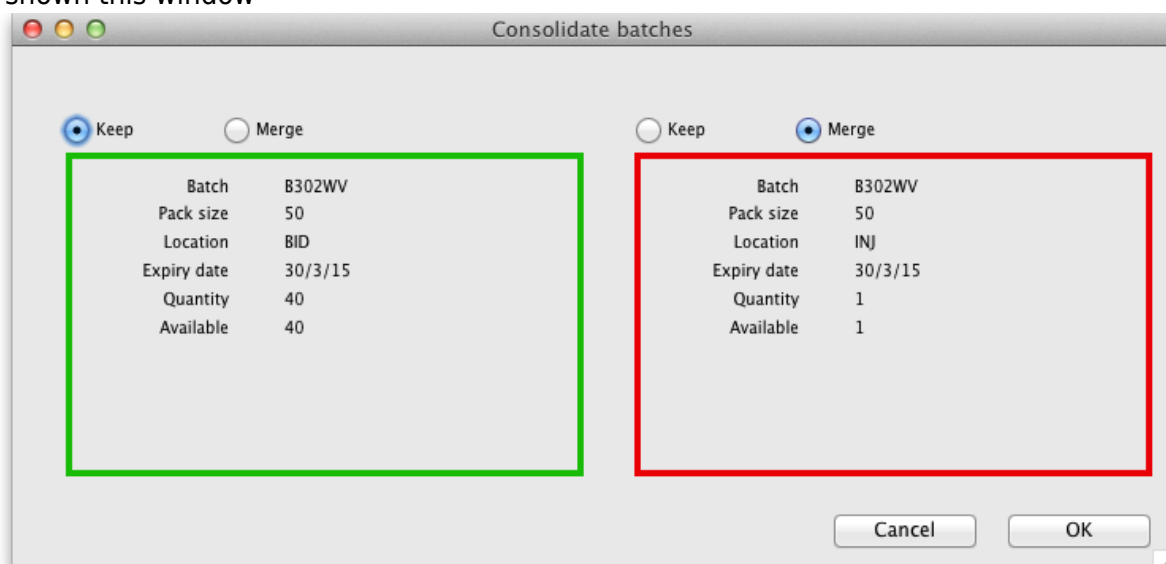 shown this window
Consolidate batches
Keep Merge Keep Merge
Batch B302WV Batch B302WV
Pack size 50 Pack size 50
Location BID Location INJ
Expiry date 30/3/15 Expiry date 30/3/15
Quantity 40 Quantity 1
Available 40 Available 1
Cancel OK